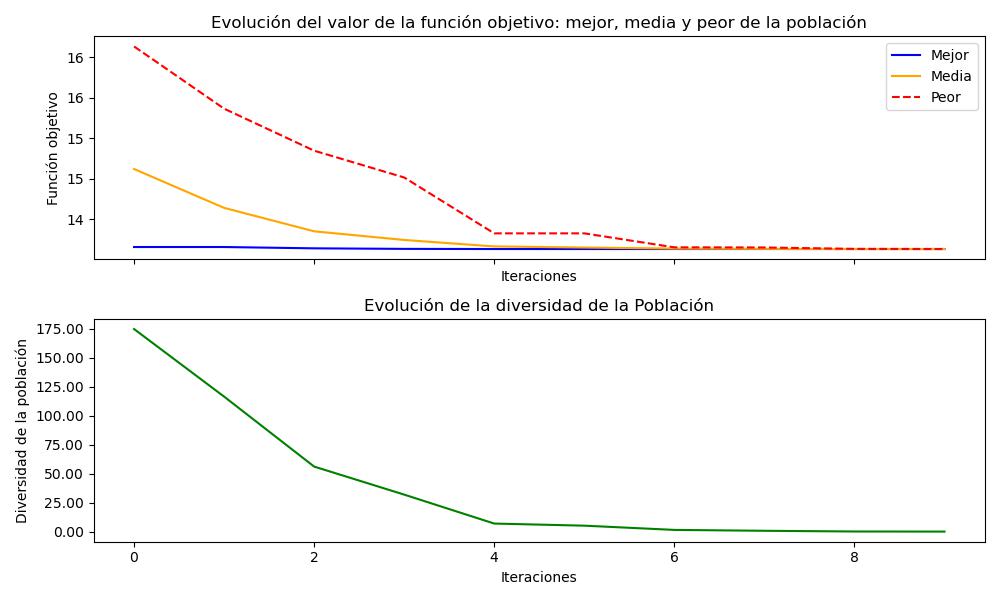 Evolución del valor de la función objetivo: mejor, media y peor de la población
Función objetivo
16
16
15
15
14
Mejor
Media
Peor
Iteraciones
Evolución de la diversidad de la Población
Diversidad de la población
175.00
150.00
125.00
100.00
75.00
50.00
25.00
0.00
0 2 4 6 8
Iteraciones